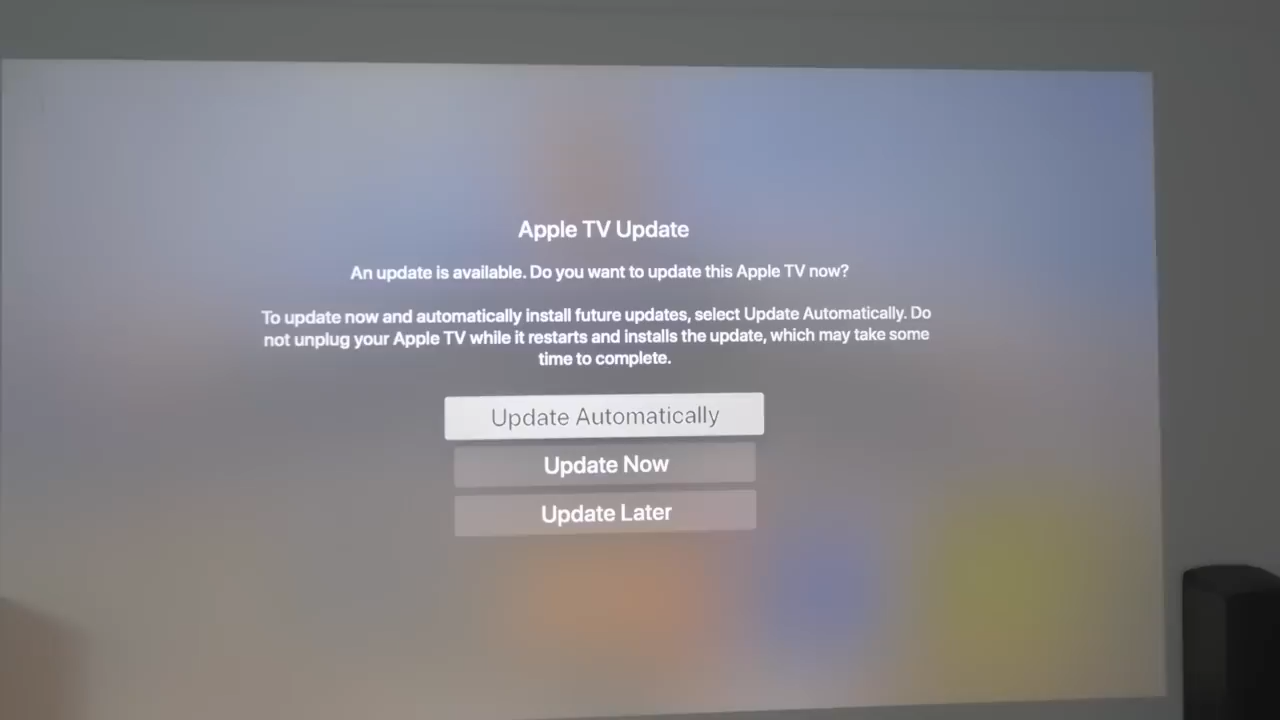 Apple TV Update
An update is available. Do you want to update this Apple TV now?
To update now and automatically install future updates, select Update Automatically. Do
not unplug your Apple TV while it restarts and installs the update, which may take some
time to complete.
Update Automatically
Update Now
Update Later